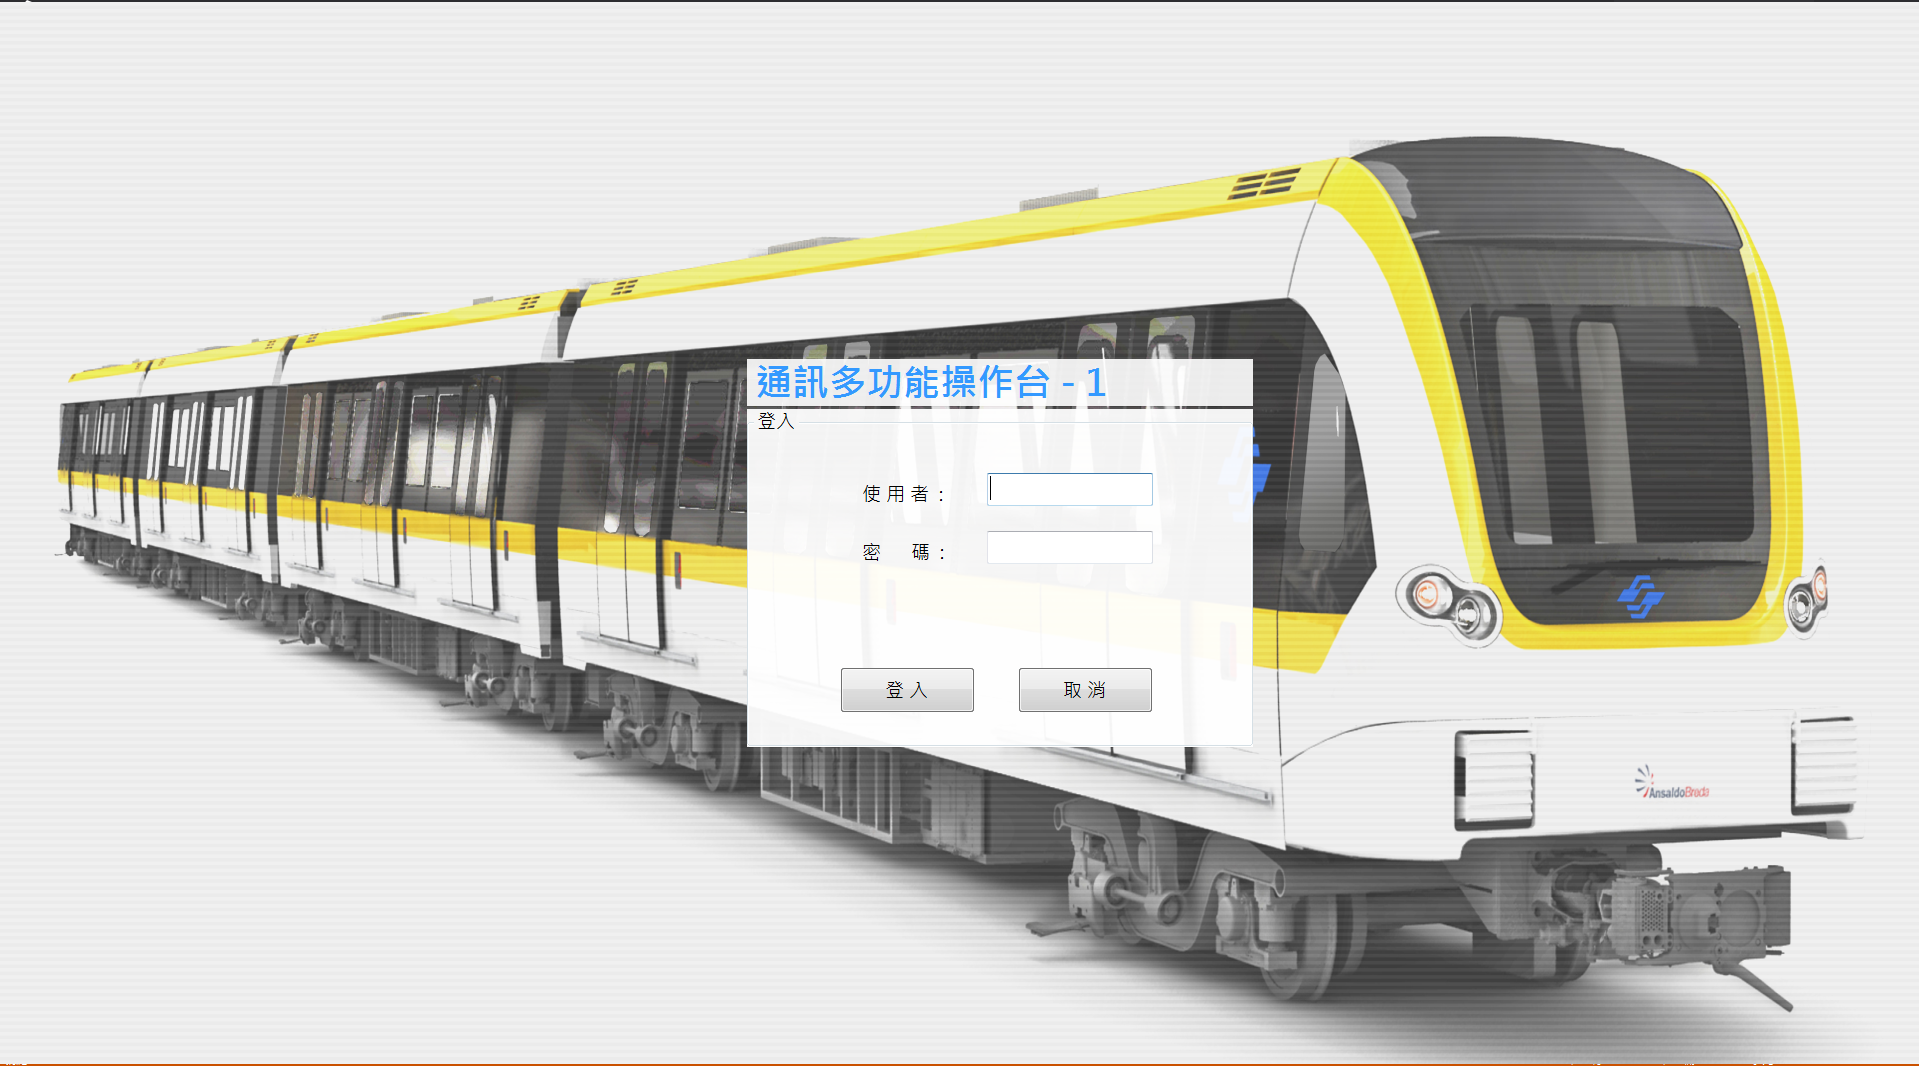 通訊多功能操作台 - 1
登入
使用者：
密 碼：
登入 取消
AnsaldoBreda